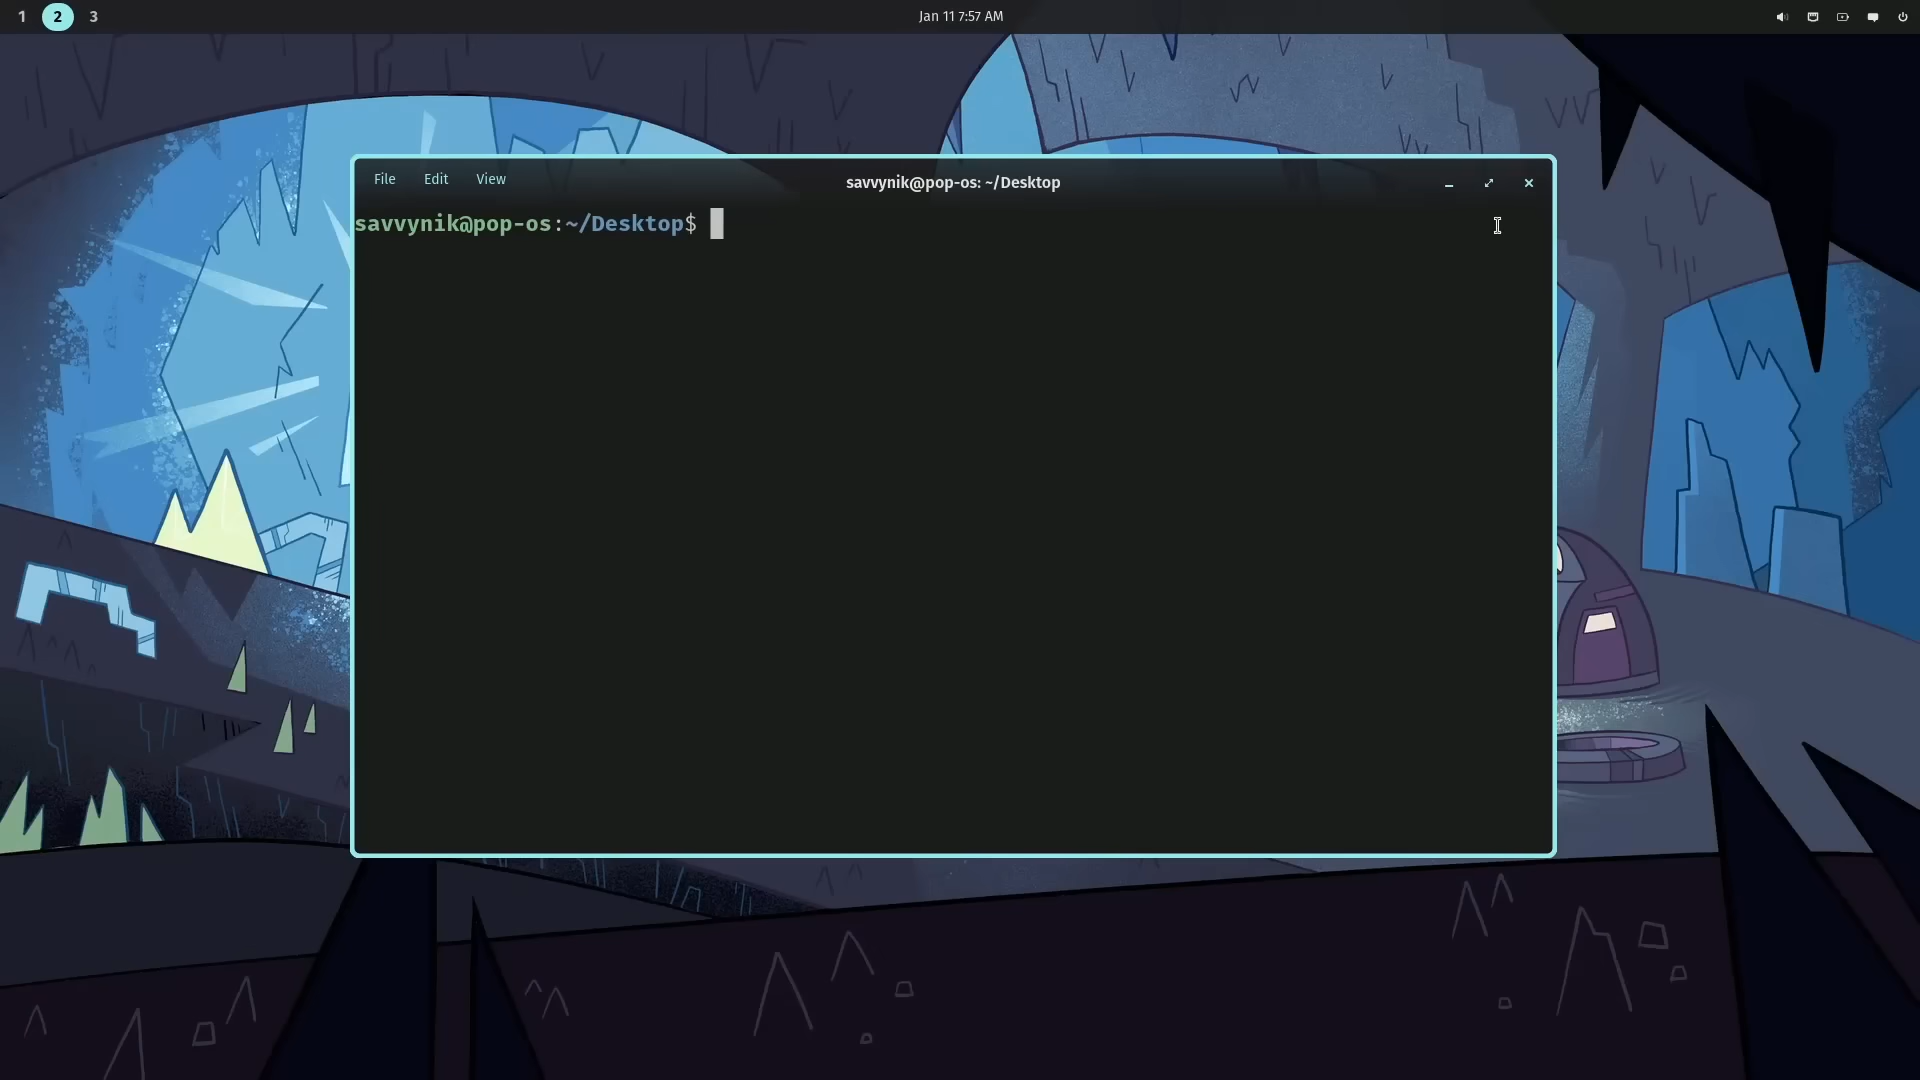 1 2 3 Jan 11 7:57 AM
File Edit View savvynik@pop-os: ~/Desktop
savvynik@pop-os:~/Desktop$